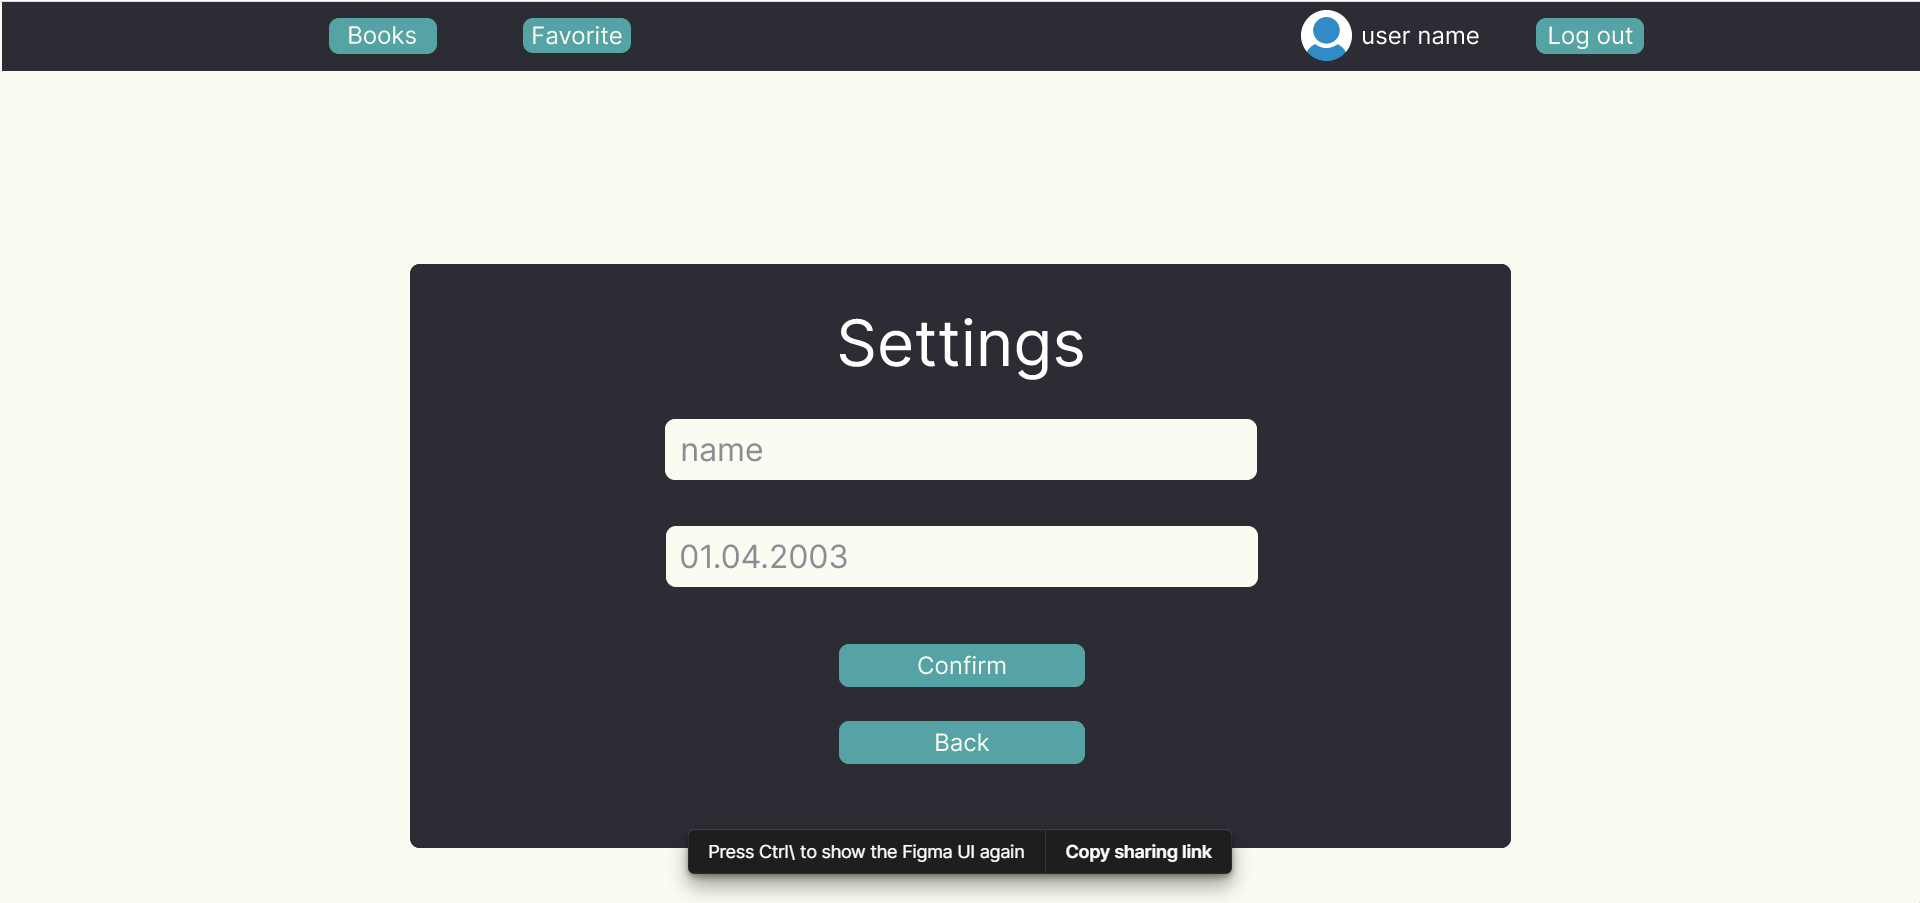 Books Favorite user name Log out
Settings
name
01.04.2003
Confirm
Back
Press Ctrl\ to show the Figma UI again Copy sharing link